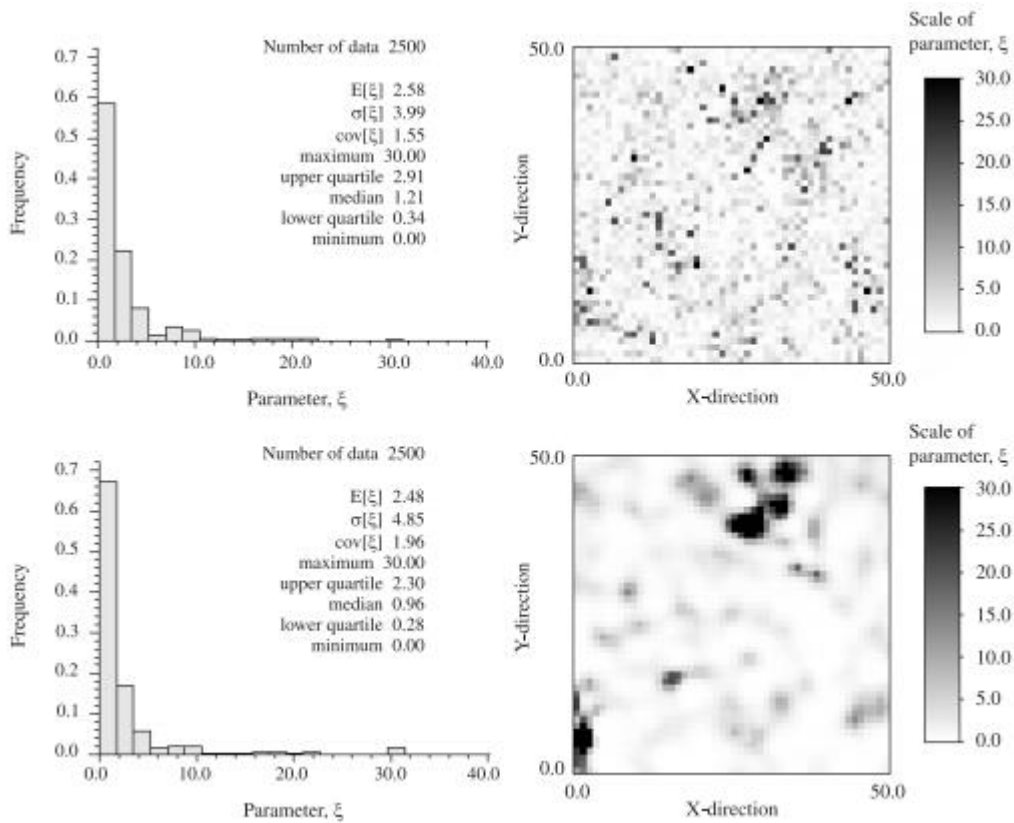 Number of data 2500
E[ξ] 2.58
σ[ξ] 3.99
cov[ξ] 1.55
maximum 30.00
upper quartile 2.91
median 1.21
lower quartile 0.34
minimum 0.00
Frequency
0.7
0.6
0.5
0.4
0.3
0.2
0.1
0.0
0.0 10.0 20.0 30.0 40.0
Parameter, ξ
50.0
Y-direction
0.0
0.0 50.0
X-direction
Scale of
parameter, ξ
30.0
25.0
20.0
15.0
10.0
5.0
0.0
Number of data 2500
E[ξ] 2.48
σ[ξ] 4.85
cov[ξ] 1.96
maximum 30.00
upper quartile 2.30
median 0.96
lower quartile 0.28
minimum 0.00
Frequency
0.7
0.6
0.5
0.4
0.3
0.2
0.1
0.0
0.0 10.0 20.0 30.0 40.0
Parameter, ξ
50.0
Y-direction
0.0
0.0 50.0
X-direction
Scale of
parameter, ξ
30.0
25.0
20.0
15.0
10.0
5.0
0.0